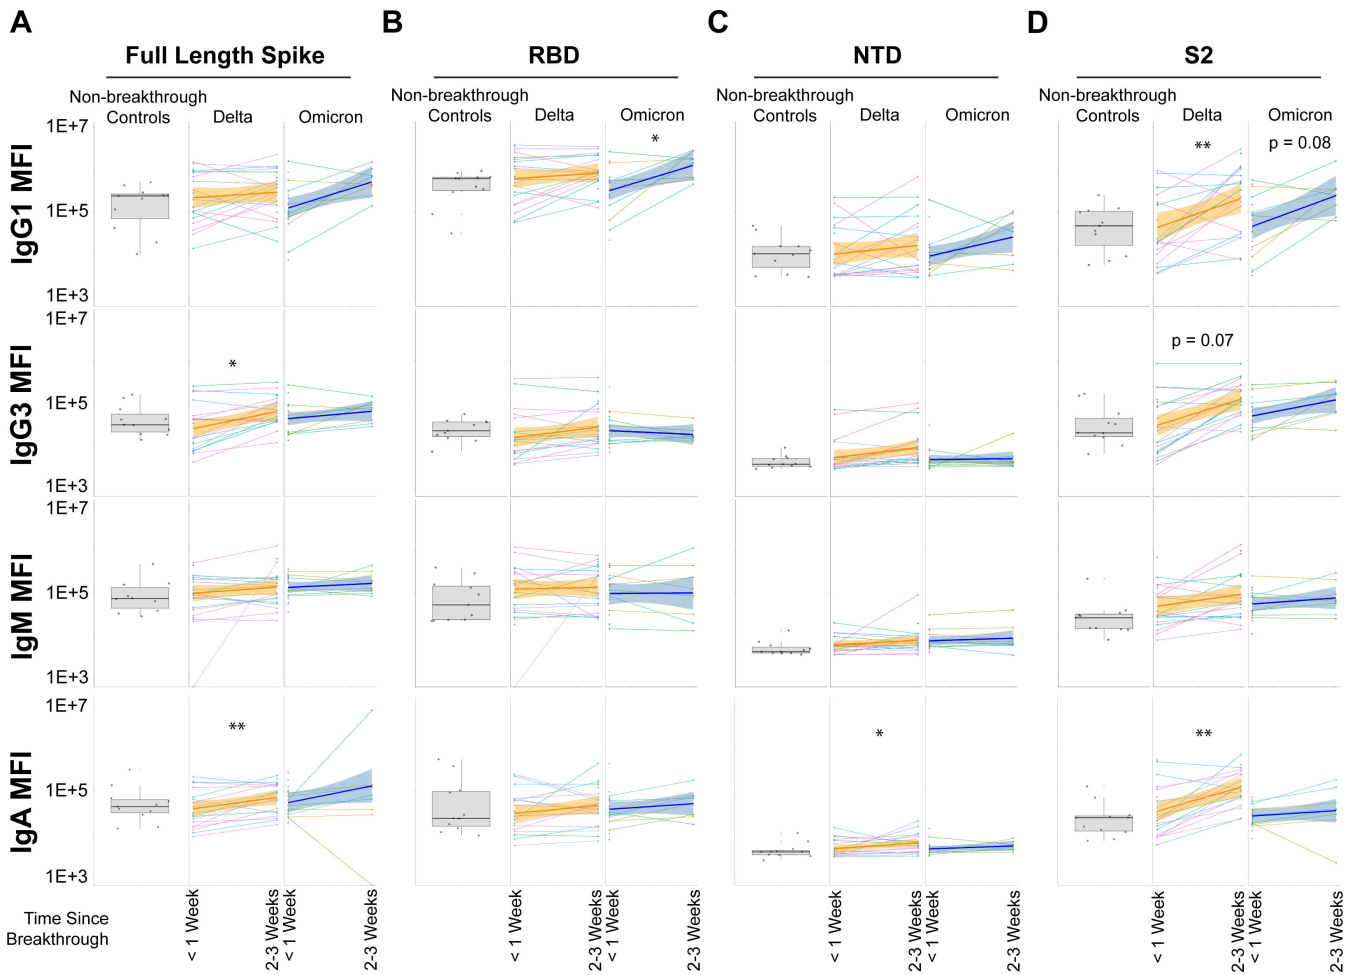 A
B
C
D
Full Length Spike
RBD
NTD
S2
Non-breakthrough
Controls
Delta
Omicron
Non-breakthrough
Controls
Delta
Omicron
Non-breakthrough
Controls
Delta
Omicron
Non-breakthrough
Controls
Delta
Omicron
IgG1 MFI
1E+7
1E+5
1E+3
*
**
p = 0.08
IgG3 MFI
1E+7
1E+5
1E+3
*
p = 0.07
IgM MFI
1E+7
1E+5
1E+3
IgA MFI
1E+7
1E+5
1E+3
**
*
**
Time Since
Breakthrough
< 1 Week
2-3 Weeks
< 1 Week
2-3 Weeks
< 1 Week
2-3 Weeks
< 1 Week
2-3 Weeks
< 1 Week
2-3 Weeks
< 1 Week
2-3 Weeks
< 1 Week
2-3 Weeks
< 1 Week
2-3 Weeks